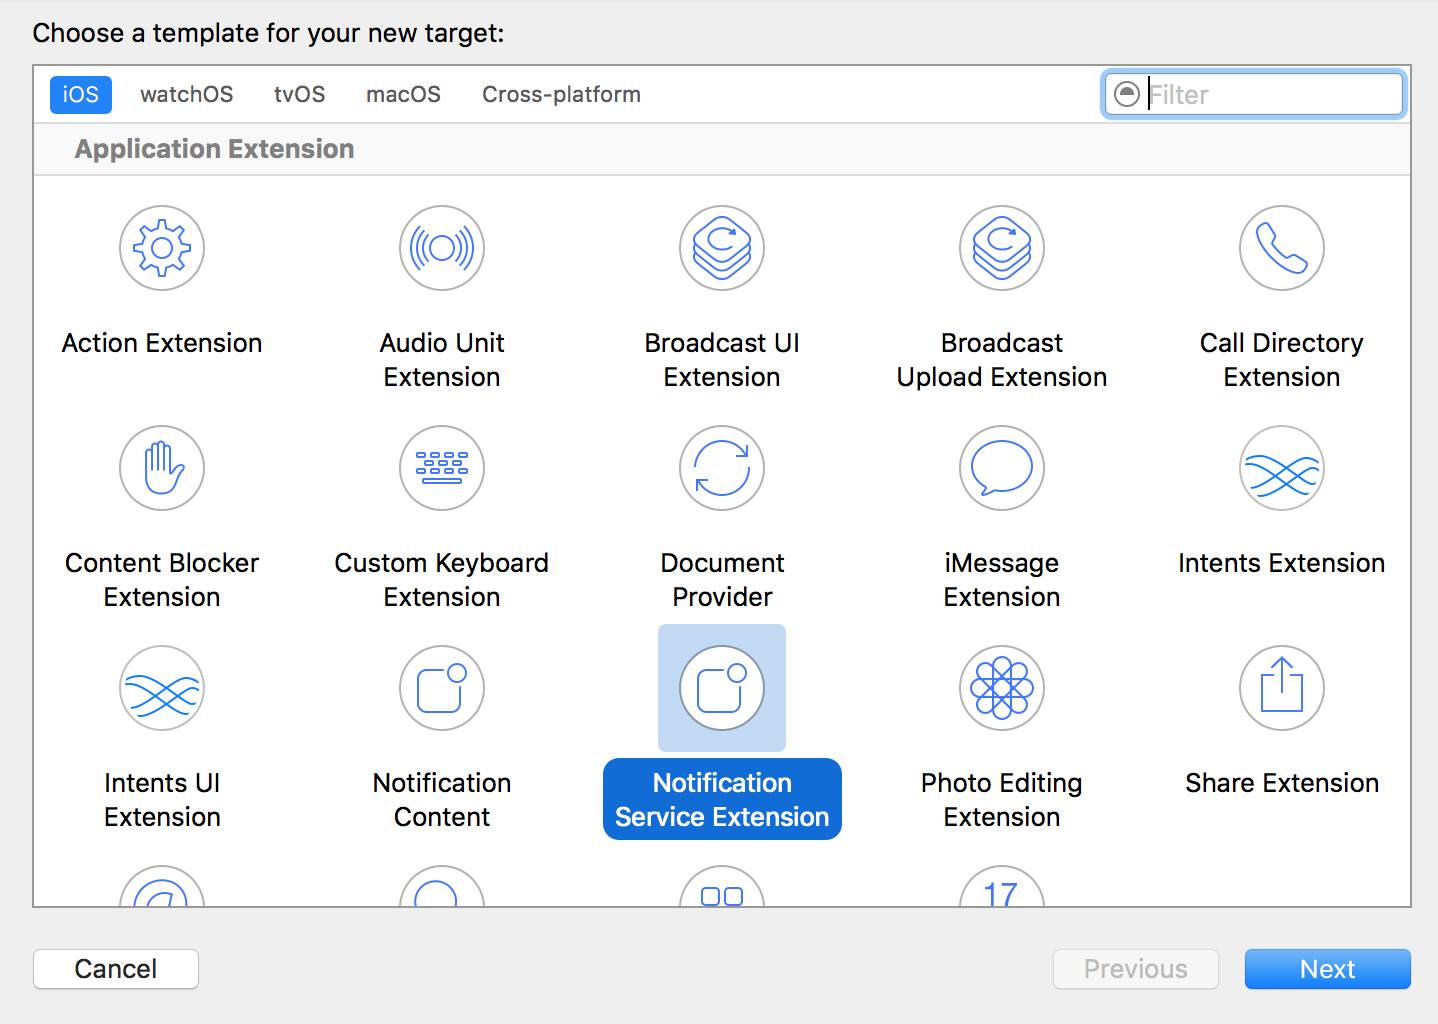 Choose a template for your new target:
iOS watchOS tvOS macOS Cross-platform Filter
Application Extension
Action Extension
Audio Unit
Extension
Broadcast UI
Extension
Broadcast
Upload Extension
Call Directory
Extension
Content Blocker
Extension
Custom Keyboard
Extension
Document
Provider
iMessage
Extension
Intents Extension
Intents UI
Extension
Notification
Content
Notification
Service Extension
Photo Editing
Extension
Share Extension
17
Cancel Previous Next